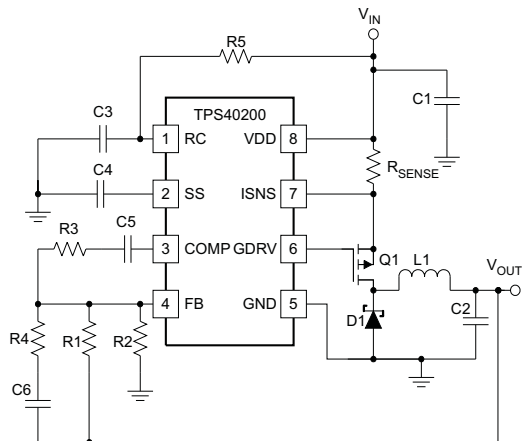 V_IN
R5
C1
C3
TPS40200
1 RC VDD 8
R_SENSE
C4
2 SS ISNS 7
R3 C5
3 COMP GDRV 6
Q1 L1
V_OUT
4 FB GND 5
D1 C2
R4 R1 R2
C6